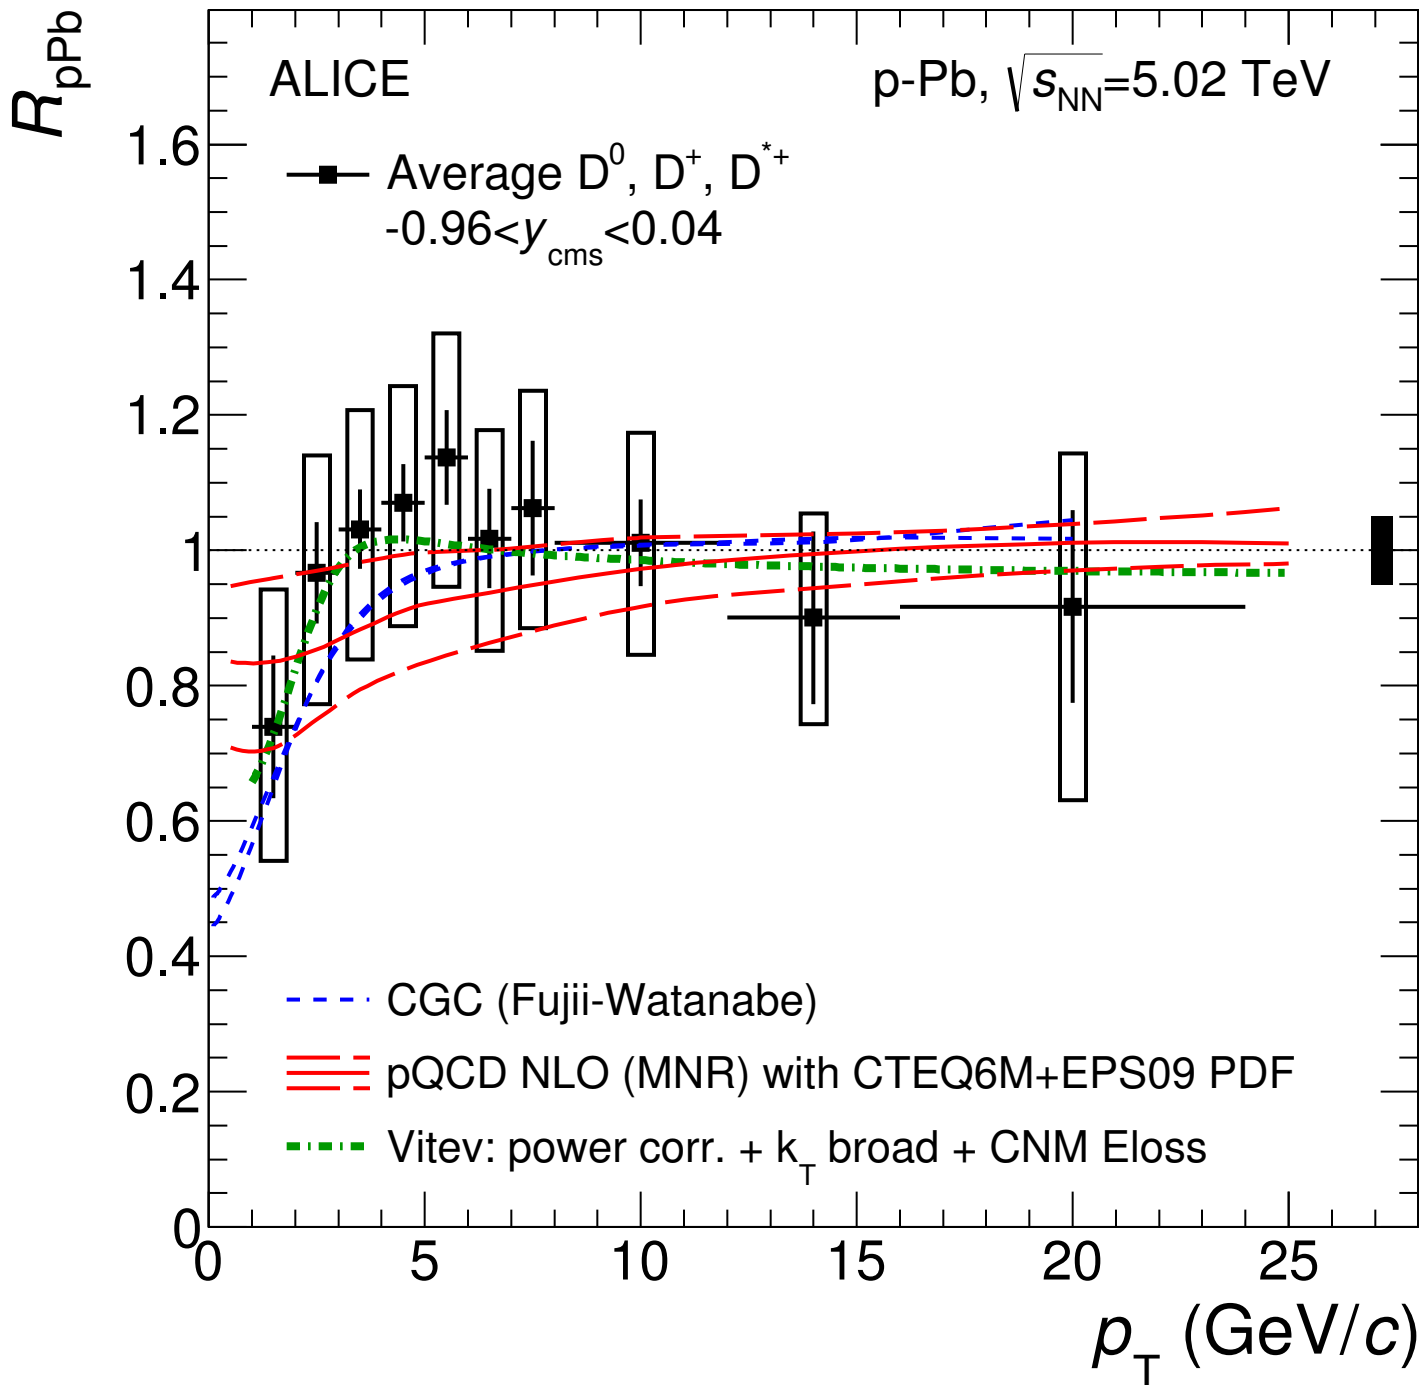 R_pPb
ALICE
p-Pb, √s_NN=5.02 TeV
Average D^0, D^+, D^*+
-0.96<y_cms<0.04
1.6
1.4
1.2
1
0.8
0.6
0.4
0.2
0
CGC (Fujii-Watanabe)
pQCD NLO (MNR) with CTEQ6M+EPS09 PDF
Vitev: power corr. + k_T broad + CNM Eloss
0 5 10 15 20 25
p_T (GeV/c)